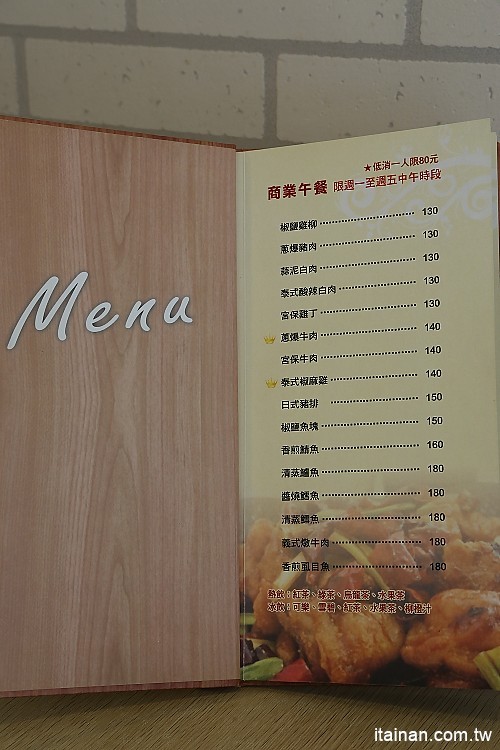 Menu
★低消一人限80元
商業午餐 限週一至週五中午時段
椒鹽雞柳 130
蔥爆豬肉 130
蒜泥白肉 130
泰式酸辣白肉 130
宮保雞丁 130
蔥爆牛肉 140
宮保牛肉 140
泰式椒麻雞 140
日式豬排 150
椒鹽魚塊 150
香煎鯖魚 160
清蒸鱸魚 180
醬燒鱈魚 180
清蒸鱈魚 180
義式燉牛肉 180
香煎虱目魚 180
熱飲：紅茶、綠茶、烏龍茶、水果茶
冰飲：可樂、雪碧、紅茶、水果茶、柳橙汁
itainan.com.tw